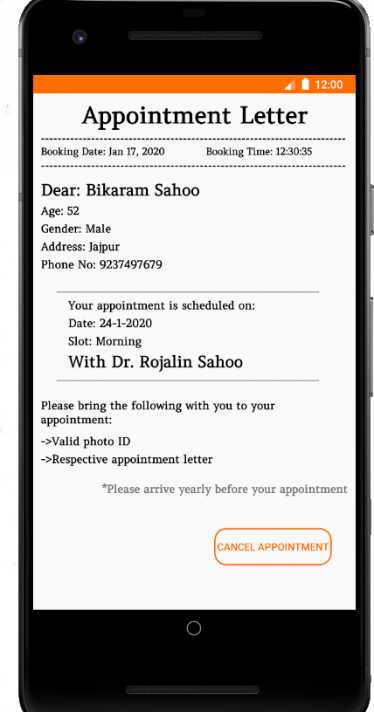 12:00
Appointment Letter
Booking Date: Jan 17, 2020 Booking Time: 12:30:35
Dear: Bikaram Sahoo
Age: 52
Gender: Male
Address: Jajpur
Phone No: 9237497679
Your appointment is scheduled on:
Date: 24-1-2020
Slot: Morning
With Dr. Rojalin Sahoo
Please bring the following with you to your
appointment:
->Valid photo ID
->Respective appointment letter
*Please arrive yearly before your appointment
CANCEL APPOINTMENT